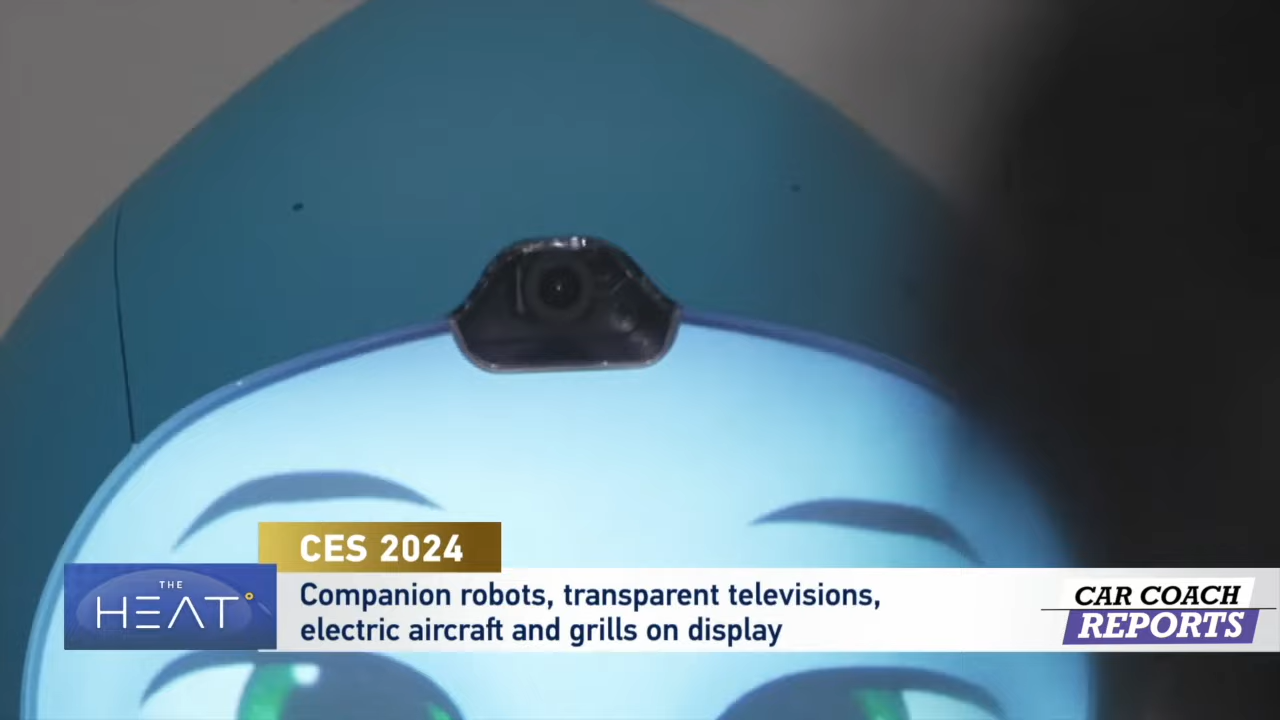 CES 2024
THE
HEAT
Companion robots, transparent televisions,
electric aircraft and grills on display
CAR COACH
REPORTS